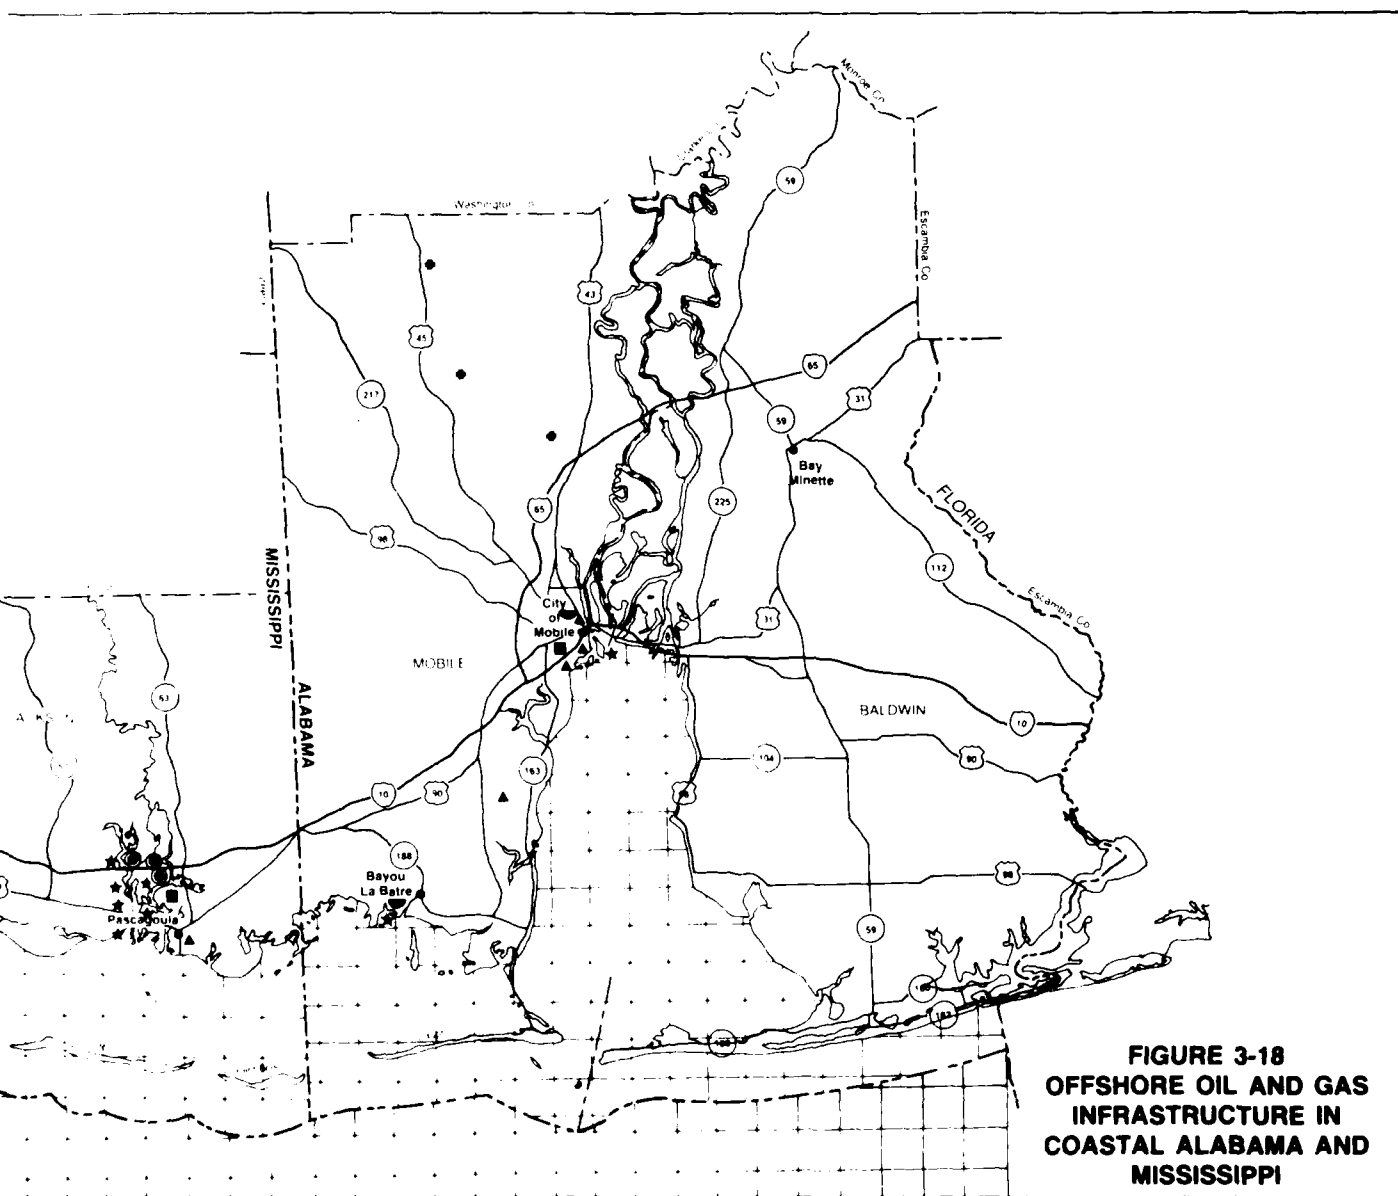 Monroe Co
59
Escambia Co
43
45
65
217
31
59
Bay
Minette
65
225
98
FLORIDA
112
MISSISSIPPI
Escambia Co
City
of
Mobile
31
MOBILE
63
ALABAMA
BALDWIN
10
104
90
163
10
90
188
98
Bayou
La Batre
Pascagoula
59
182
FIGURE 3-18
OFFSHORE OIL AND GAS
INFRASTRUCTURE IN
COASTAL ALABAMA AND
MISSISSIPPI